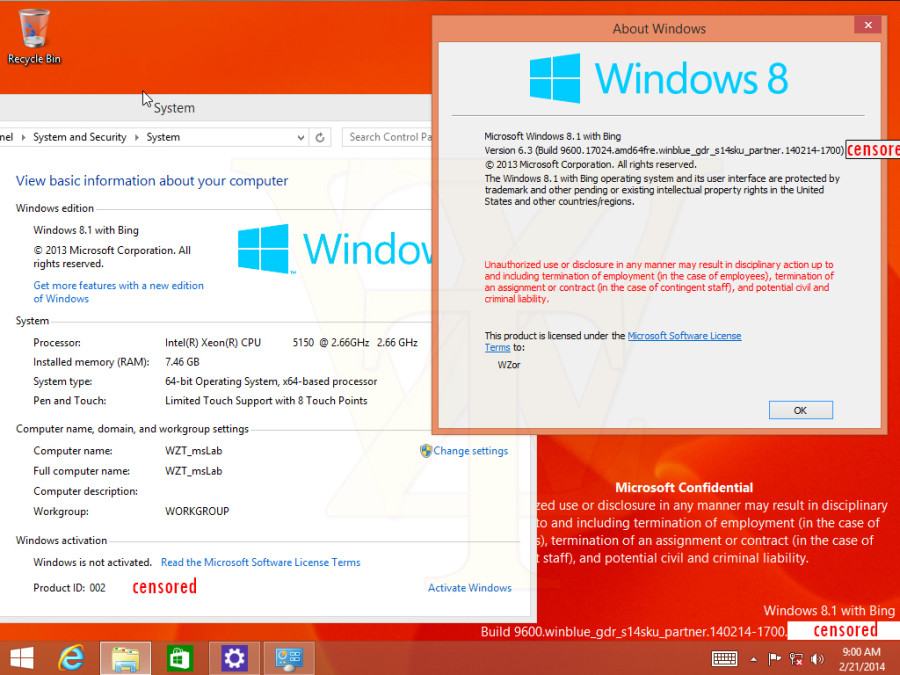 Recycle Bin
System
nel ▸ System and Security ▸ System
Search Control Pa
View basic information about your computer
Windows edition
Windows 8.1 with Bing
© 2013 Microsoft Corporation. All
rights reserved.
Get more features with a new edition
of Windows
Window
System
Processor: Intel(R) Xeon(R) CPU 5150 @ 2.66GHz 2.66 GHz
Installed memory (RAM): 7.46 GB
System type: 64-bit Operating System, x64-based processor
Pen and Touch: Limited Touch Support with 8 Touch Points
Computer name, domain, and workgroup settings
Computer name: WZT_msLab
Change settings
Full computer name: WZT_msLab
Computer description:
Workgroup: WORKGROUP
Windows activation
Windows is not activated. Read the Microsoft Software License Terms
Product ID: 002 censored
Activate Windows
About Windows
Windows 8
Microsoft Windows 8.1 with Bing
Version 6.3 (Build 9600.17024.amd64fre.winblue_gdr_s14sku_partner.140214-1700) censore
© 2013 Microsoft Corporation. All rights reserved.
The Windows 8.1 with Bing operating system and its user interface are protected by
trademark and other pending or existing intellectual property rights in the United
States and other countries/regions.
Unauthorized use or disclosure in any manner may result in disciplinary action up to
and including termination of employment (in the case of employees), termination of
an assignment or contract (in the case of contingent staff), and potential civil and
criminal liability.
This product is licensed under the Microsoft Software License
Terms to:
WZor
OK
Microsoft Confidential
zed use or disclosure in any manner may result in disciplinary
to and including termination of employment (in the case of
s), termination of an assignment or contract (in the case of
t staff), and potential civil and criminal liability.
Windows 8.1 with Bing
Build 9600.winblue_gdr_s14sku_partner.140214-1700. censored
9:00 AM
2/21/2014